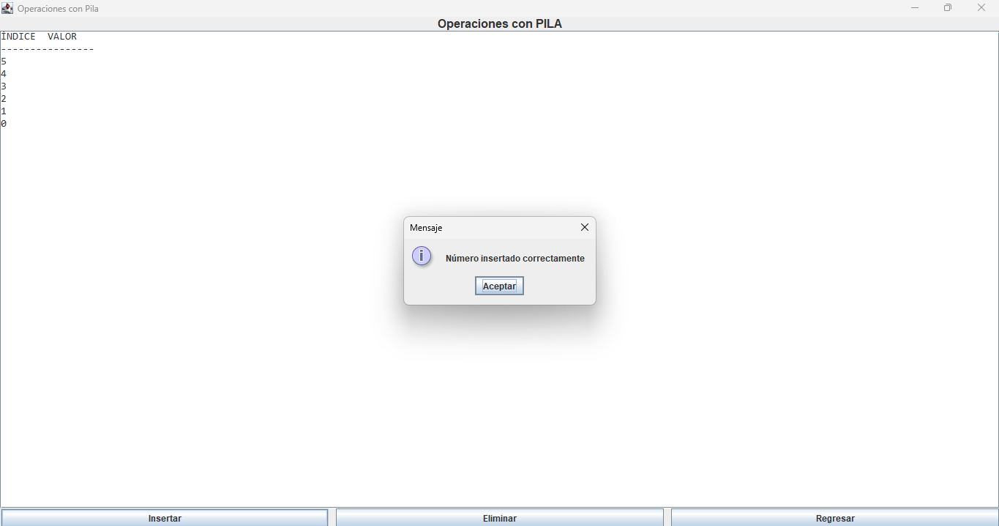 Operaciones con Pila
Operaciones con PILA
ÍNDICE  VALOR
----------------
5
4
3
2
1
0
Mensaje
Número insertado correctamente
Aceptar
Insertar
Eliminar
Regresar